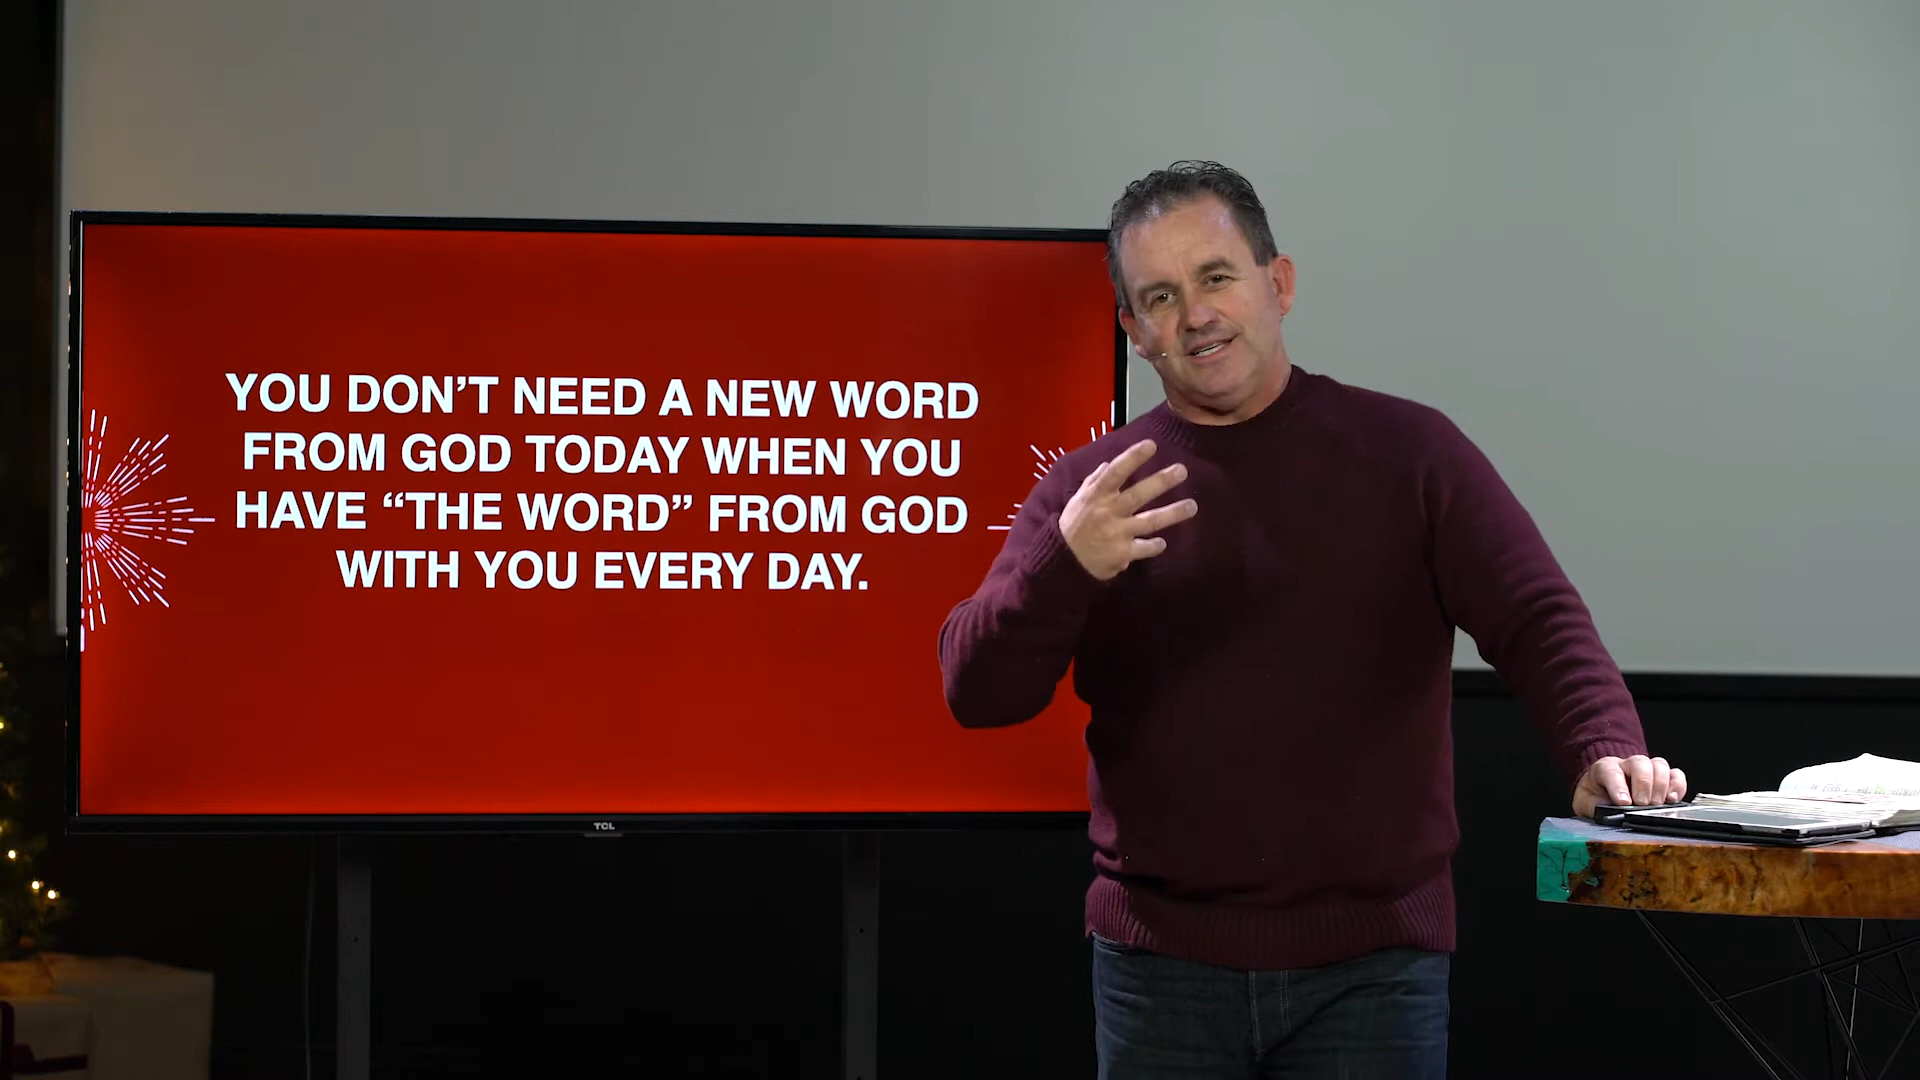 YOU DON’T NEED A NEW WORD
FROM GOD TODAY WHEN YOU
HAVE “THE WORD” FROM GOD
WITH YOU EVERY DAY.
TCL